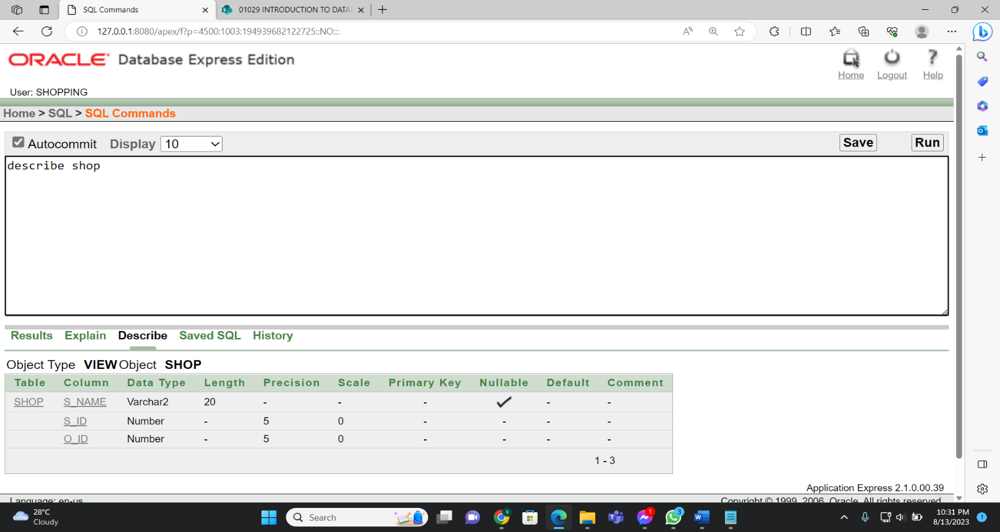 SQL Commands
01029 INTRODUCTION TO DATA
127.0.0.1:8080/apex/f?p=4500:1003:194939682122725::NO:::
ORACLE Database Express Edition
Home Logout Help
User: SHOPPING
Home > SQL > SQL Commands
Autocommit Display 10 Save Run
describe shop
Results Explain Describe Saved SQL History
Object Type VIEW Object SHOP
Table Column Data Type Length Precision Scale Primary Key Nullable Default Comment
SHOP S_NAME Varchar2 20 - - - - -
S_ID Number - 5 0 - - - -
O_ID Number - 5 0 - - - -
1 - 3
Application Express 2.1.0.00.39
Language: en-us
Copyright © 1999, 2006, Oracle. All rights reserved.
28°C
Cloudy
Search
1
3
10:31 PM
8/13/2023
1